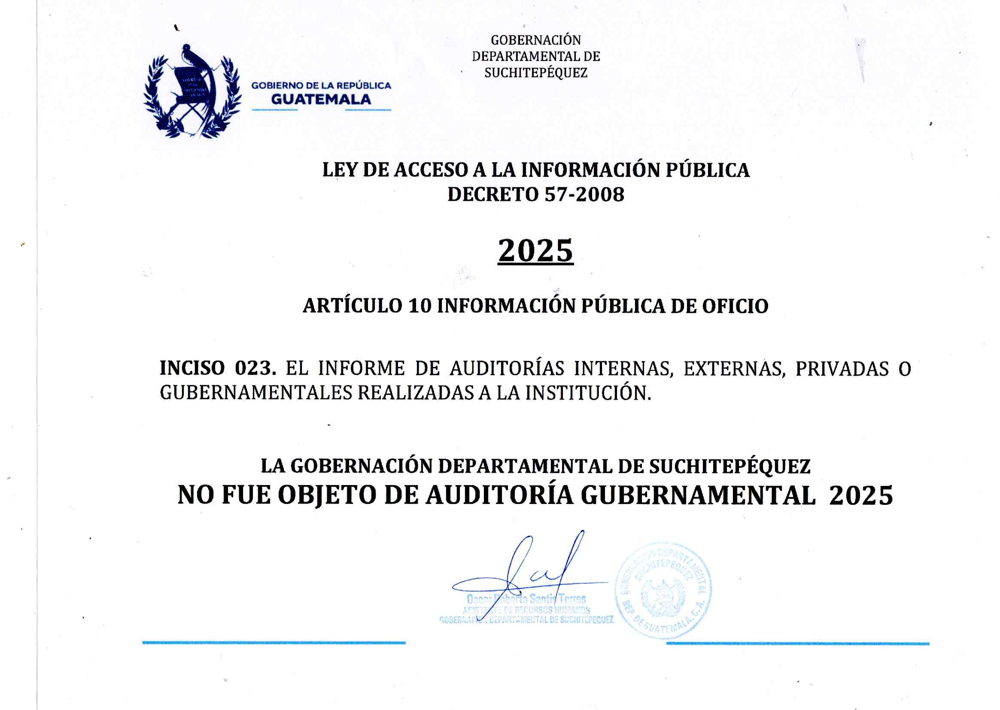 GOBERNACIÓN
DEPARTAMENTAL DE
SUCHITEPÉQUEZ
GOBIERNO DE LA REPÚBLICA
GUATEMALA
LEY DE ACCESO A LA INFORMACIÓN PÚBLICA
DECRETO 57-2008
2025
ARTÍCULO 10 INFORMACIÓN PÚBLICA DE OFICIO
INCISO 023. EL INFORME DE AUDITORÍAS INTERNAS, EXTERNAS, PRIVADAS O
GUBERNAMENTALES REALIZADAS A LA INSTITUCIÓN.
LA GOBERNACIÓN DEPARTAMENTAL DE SUCHITEPÉQUEZ
NO FUE OBJETO DE AUDITORÍA GUBERNAMENTAL 2025
Oscar Roberto Santis Torres
ASISTENTE DE RECURSOS HUMANOS
GOBERNACION DEPARTAMENTAL DE SUCHITEPEQUEZ
GOBERNACION DEPARTAMENTAL
SUCHITEPEQUEZ
REP. DE GUATEMALA, C. A.